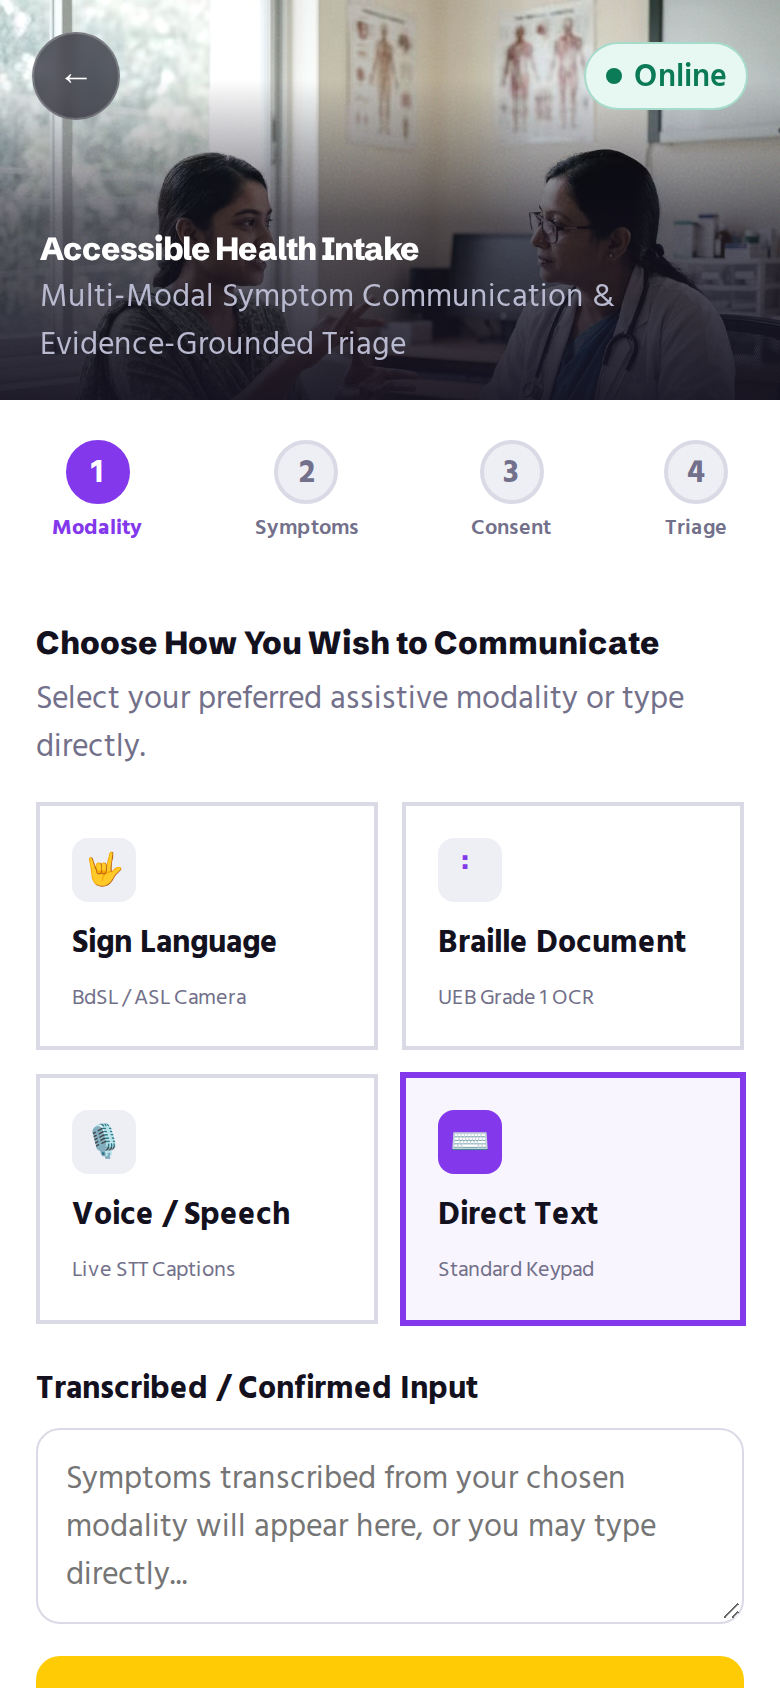 ←
Online
Accessible Health Intake
Multi-Modal Symptom Communication &
Evidence-Grounded Triage
1
2
3
4
Modality
Symptoms
Consent
Triage
Choose How You Wish to Communicate
Select your preferred assistive modality or type
directly.
Sign Language
BdSL / ASL Camera
Braille Document
UEB Grade 1 OCR
Voice / Speech
Live STT Captions
Direct Text
Standard Keypad
Transcribed / Confirmed Input
Symptoms transcribed from your chosen
modality will appear here, or you may type
directly...